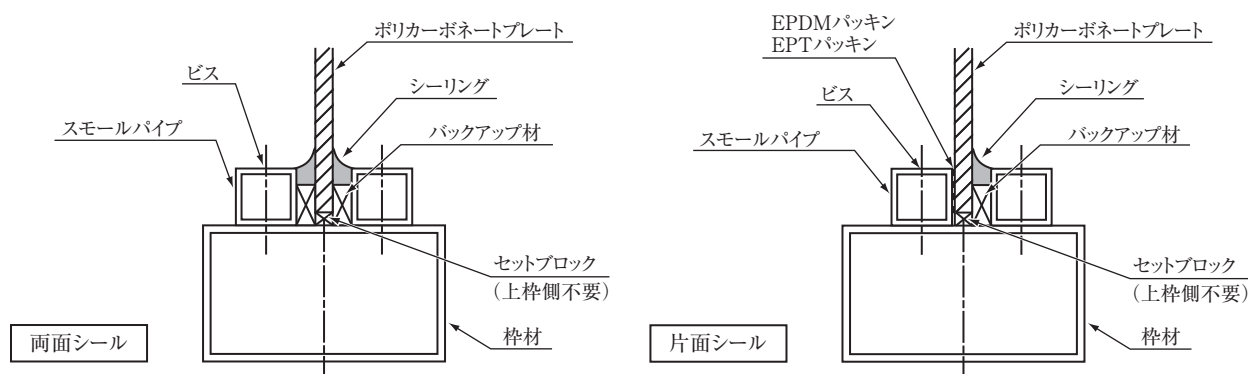 ポリカーボネートプレート
ビス
シーリング
スモールパイプ
バックアップ材
セットブロック
（上枠側不要）
両面シール
枠材
EPDMパッキン
EPTパッキン
ポリカーボネートプレート
シーリング
ビス
スモールパイプ
バックアップ材
セットブロック
（上枠側不要）
片面シール
枠材